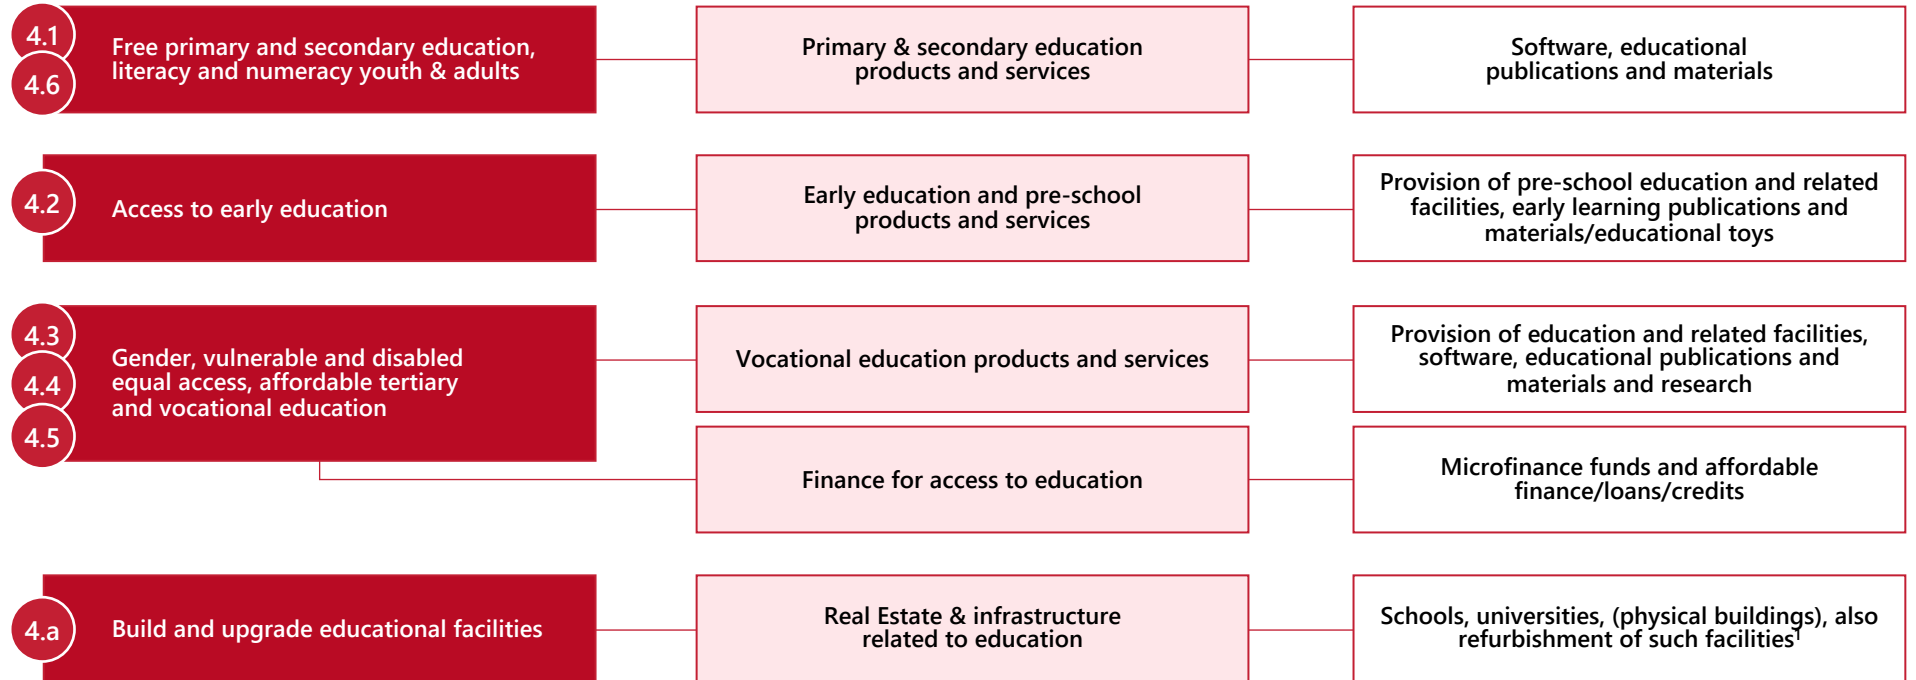 4.1
4.6
Free primary and secondary education,
literacy and numeracy youth & adults
Primary & secondary education
products and services
Software, educational
publications and materials
4.2
Access to early education
Early education and pre-school
products and services
Provision of pre-school education and related
facilities, early learning publications and
materials/educational toys
4.3
4.4
4.5
Gender, vulnerable and disabled
equal access, affordable tertiary
and vocational education
Vocational education products and services
Provision of education and related facilities,
software, educational publications and
materials and research
Finance for access to education
Microfinance funds and affordable
finance/loans/credits
4.a
Build and upgrade educational facilities
Real Estate & infrastructure
related to education
Schools, universities, (physical buildings), also
refurbishment of such facilities¹